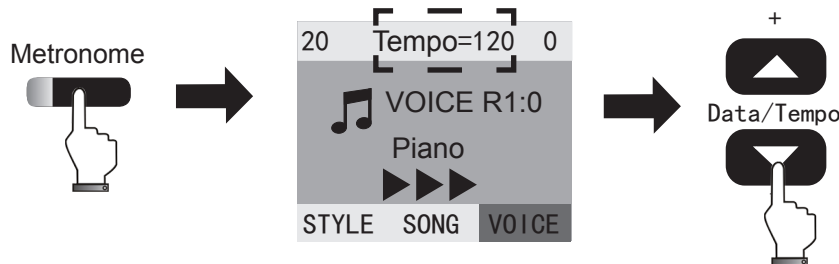 Metronome
20 Tempo=120 0
VOICE R1:0
Piano
STYLE SONG VOICE
+
Data/Tempo